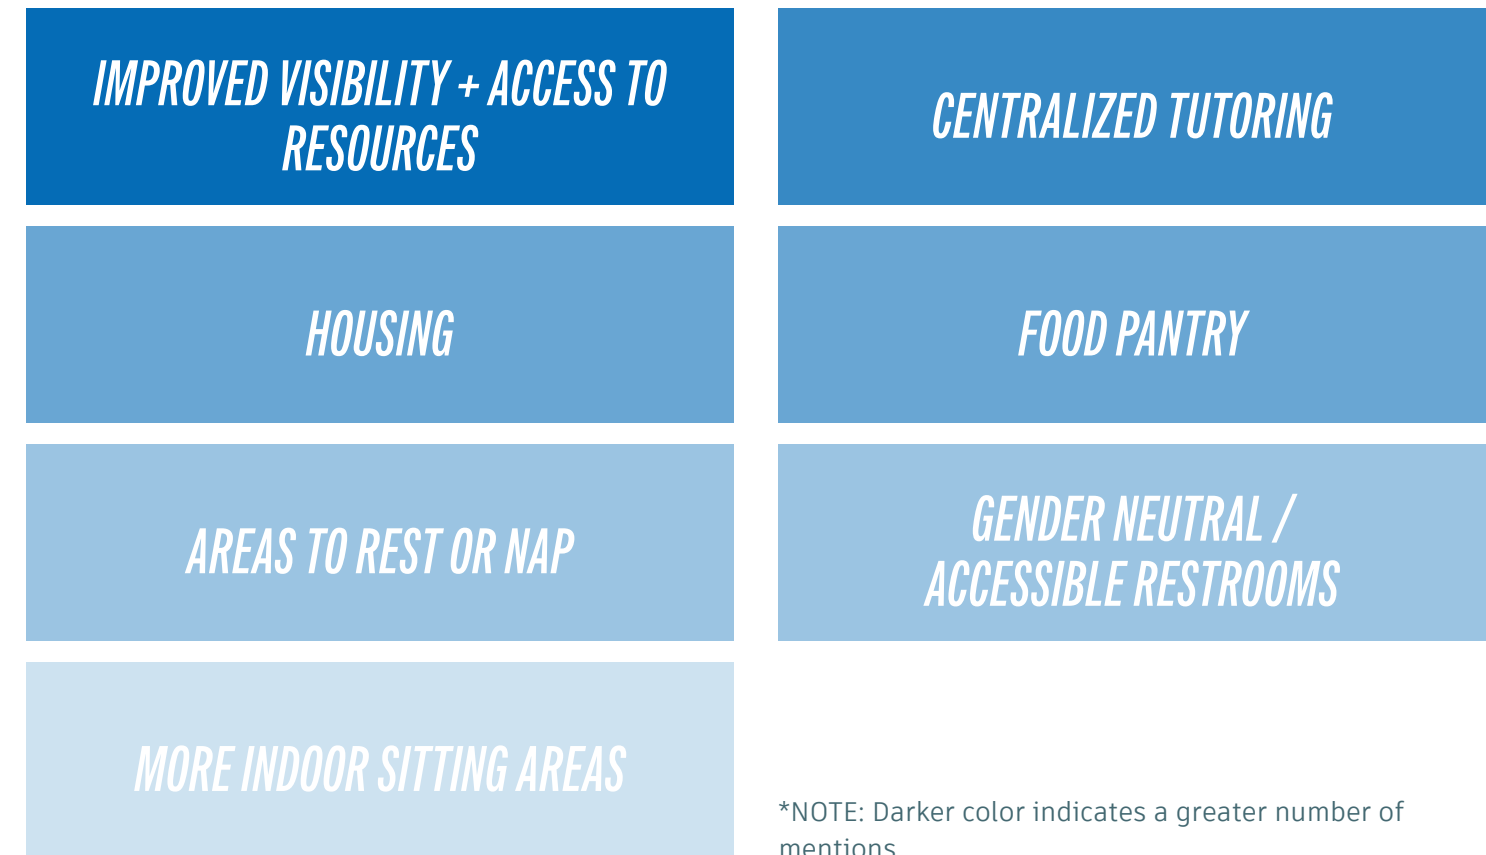 IMPROVED VISIBILITY + ACCESS TO
RESOURCES
CENTRALIZED TUTORING
HOUSING
FOOD PANTRY
AREAS TO REST OR NAP
GENDER NEUTRAL /
ACCESSIBLE RESTROOMS
MORE INDOOR SITTING AREAS
*NOTE: Darker color indicates a greater number of
mentions